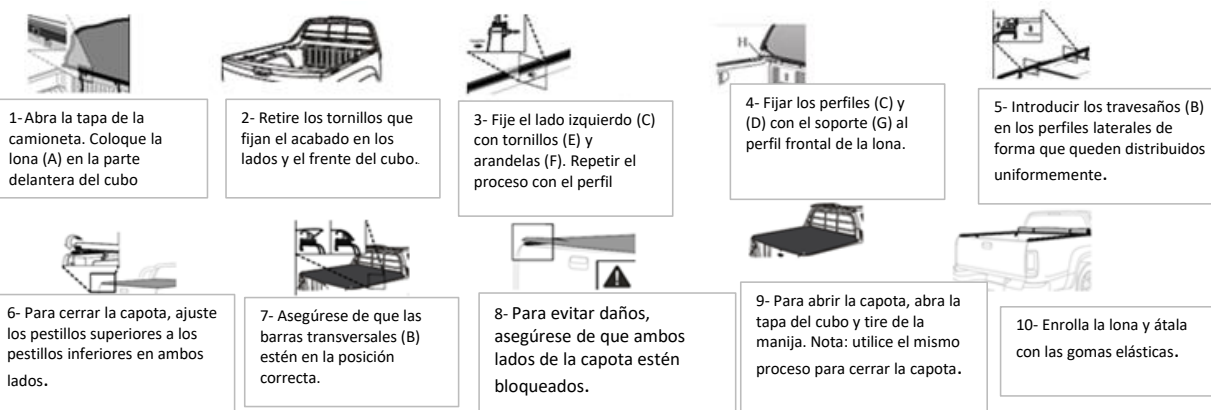 H
1-Abra la tapa de la
camioneta. Coloque la
lona (A) en la parte
delantera del cubo
2- Retire los tornillos que
fijan el acabado en los
lados y el frente del cubo.
3- Fije el lado izquierdo (C)
con tornillos (E) y
arandelas (F). Repetir el
proceso con el perfil
4- Fijar los perfiles (C) y
(D) con el soporte (G) al
perfil frontal de la lona.
5- Introducir los travesaños (B)
en los perfiles laterales de
forma que queden distribuidos
uniformemente.
6- Para cerrar la capota, ajuste
los pestillos superiores a los
pestillos inferiores en ambos
lados.
7- Asegúrese de que las
barras transversales (B)
estén en la posición
correcta.
8- Para evitar daños,
asegúrese de que ambos
lados de la capota estén
bloqueados.
9- Para abrir la capota, abra la
tapa del cubo y tire de la
manija. Nota: utilice el mismo
proceso para cerrar la capota.
10- Enrolla la lona y átala
con las gomas elásticas.